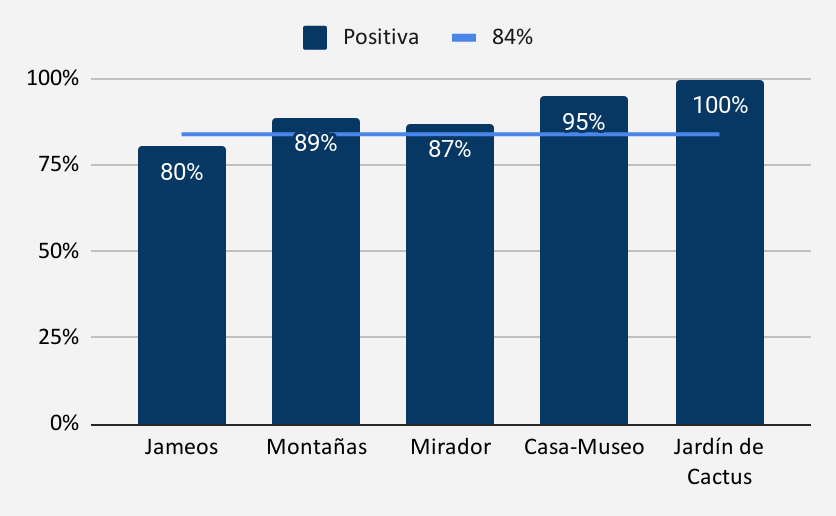 Positiva 84%
100%
75%
50%
25%
0%
80%
89%
87%
95%
100%
Jameos
Montañas
Mirador
Casa-Museo
Jardín de
Cactus